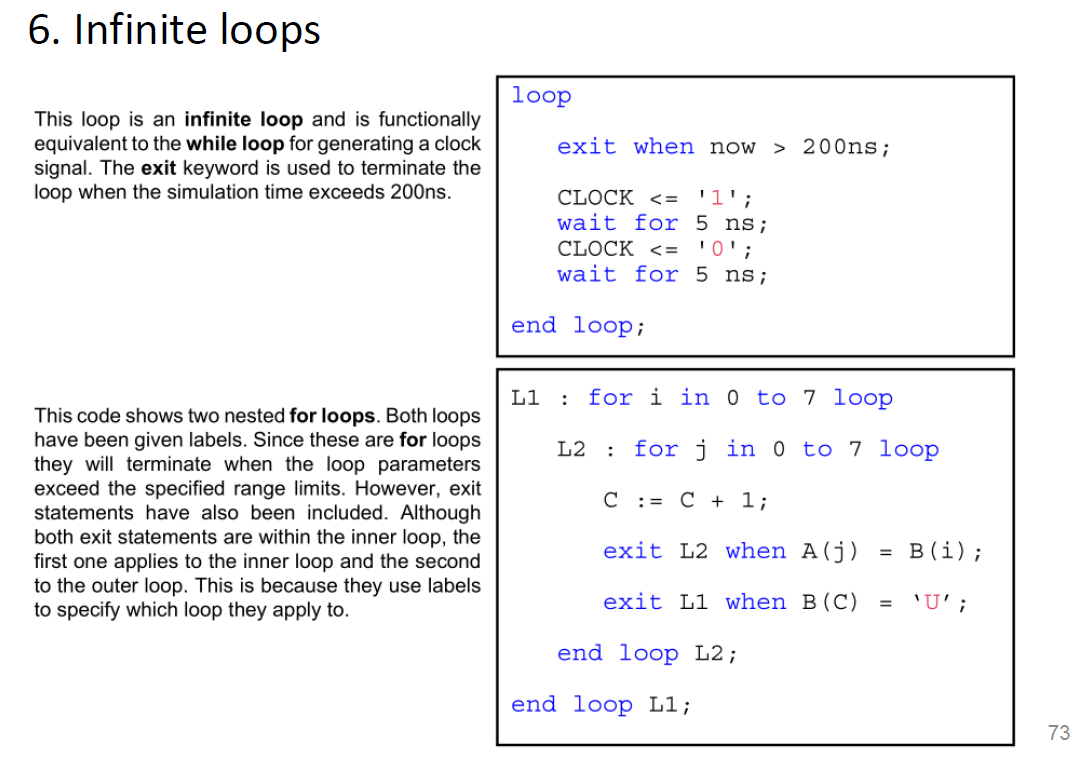 6. Infinite loops
This loop is an infinite loop and is functionally
equivalent to the while loop for generating a clock
signal. The exit keyword is used to terminate the
loop when the simulation time exceeds 200ns.
loop
exit when now > 200ns;
CLOCK <= '1';
wait for 5 ns;
CLOCK <= '0';
wait for 5 ns;
end loop;
This code shows two nested for loops. Both loops
have been given labels. Since these are for loops
they will terminate when the loop parameters
exceed the specified range limits. However, exit
statements have also been included. Although
both exit statements are within the inner loop, the
first one applies to the inner loop and the second
to the outer loop. This is because they use labels
to specify which loop they apply to.
L1 : for i in 0 to 7 loop
L2 : for j in 0 to 7 loop
C := C + 1;
exit L2 when A(j) = B(i);
exit L1 when B(C) = ‘U’;
end loop L2;
end loop L1;
73